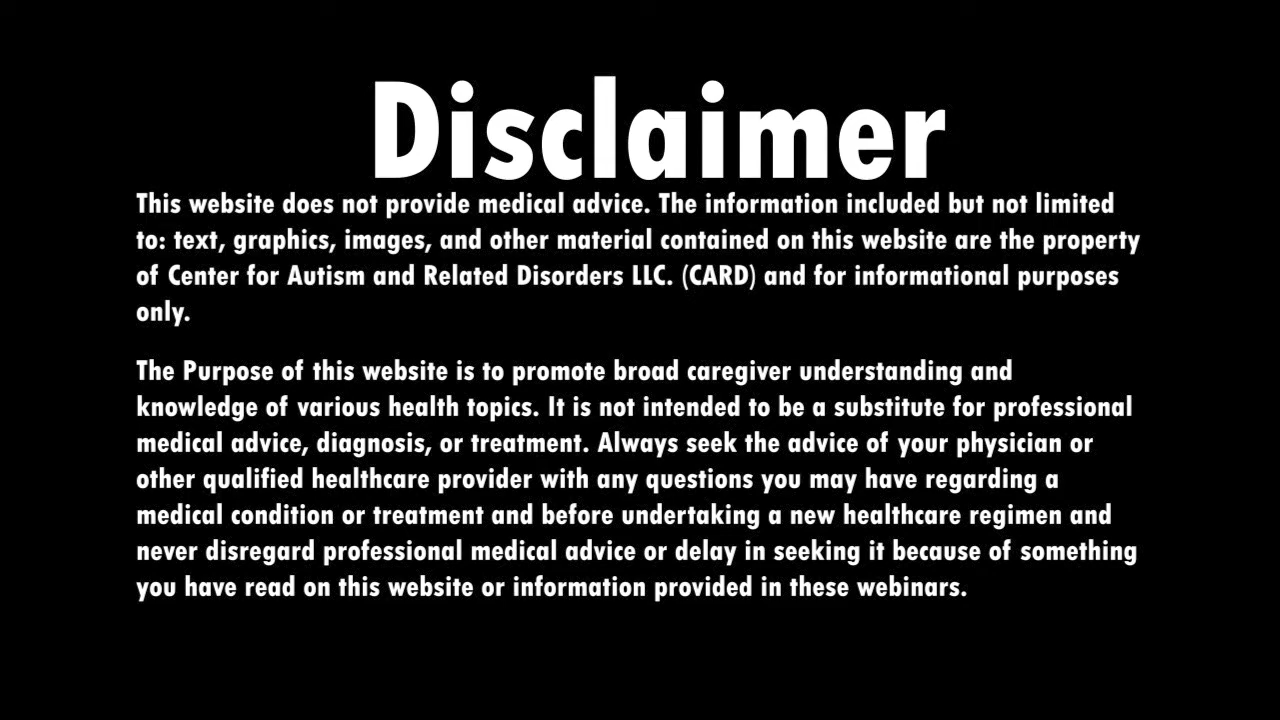 Disclaimer
This website does not provide medical advice. The information included but not limited
to: text, graphics, images, and other material contained on this website are the property
of Center for Autism and Related Disorders LLC. (CARD) and for informational purposes
only.
The Purpose of this website is to promote broad caregiver understanding and
knowledge of various health topics. It is not intended to be a substitute for professional
medical advice, diagnosis, or treatment. Always seek the advice of your physician or
other qualified healthcare provider with any questions you may have regarding a
medical condition or treatment and before undertaking a new healthcare regimen and
never disregard professional medical advice or delay in seeking it because of something
you have read on this website or information provided in these webinars.